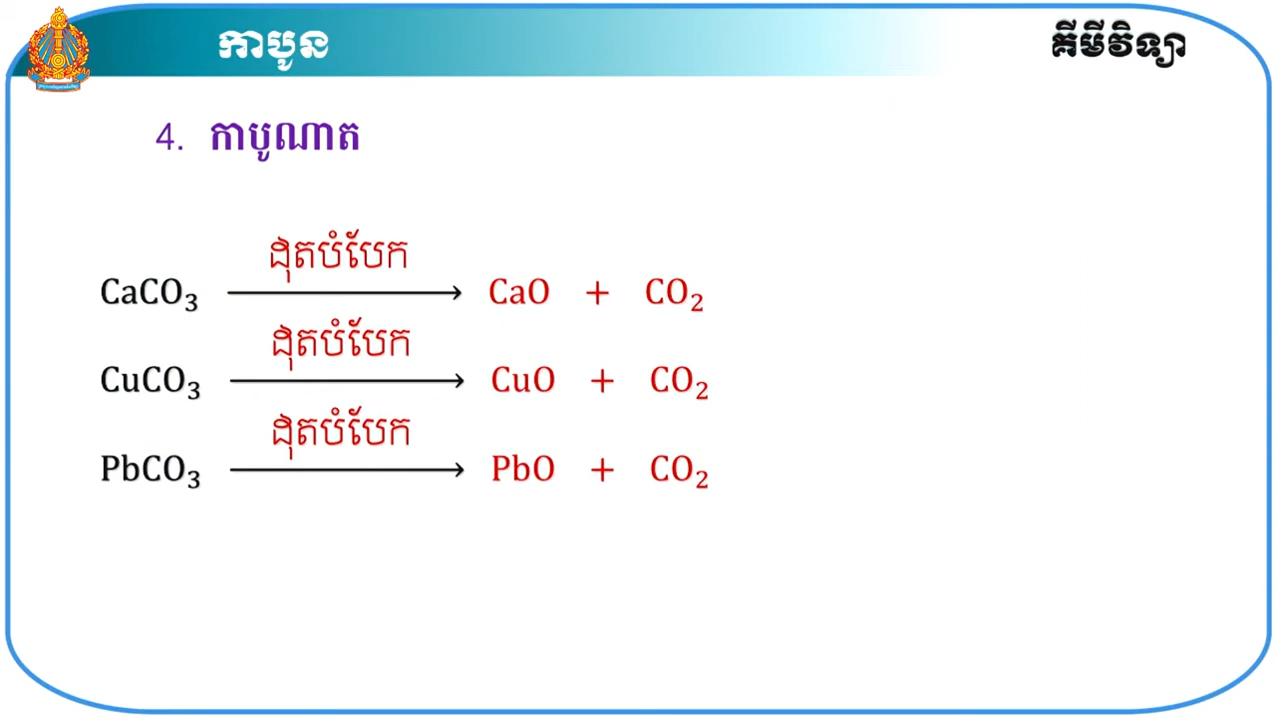 កាបូន
គីមីវិទ្យា
4. កាបូណាត
ដុតបំបែក
CaCO₃ ⟶ CaO + CO₂
ដុតបំបែក
CuCO₃ ⟶ CuO + CO₂
ដុតបំបែក
PbCO₃ ⟶ PbO + CO₂